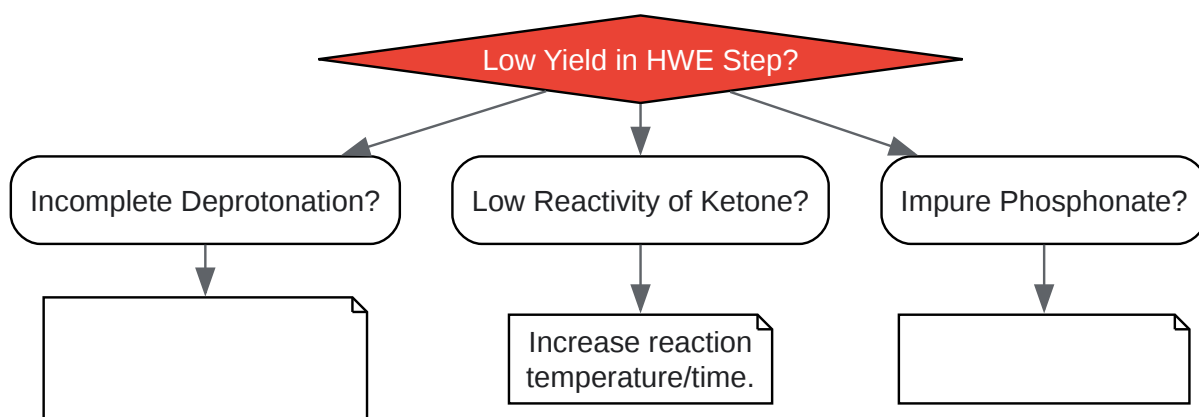 Low Yield in HWE Step?
Incomplete Deprotonation?
Low Reactivity of Ketone?
Impure Phosphonate?
Increase reaction
temperature/time.